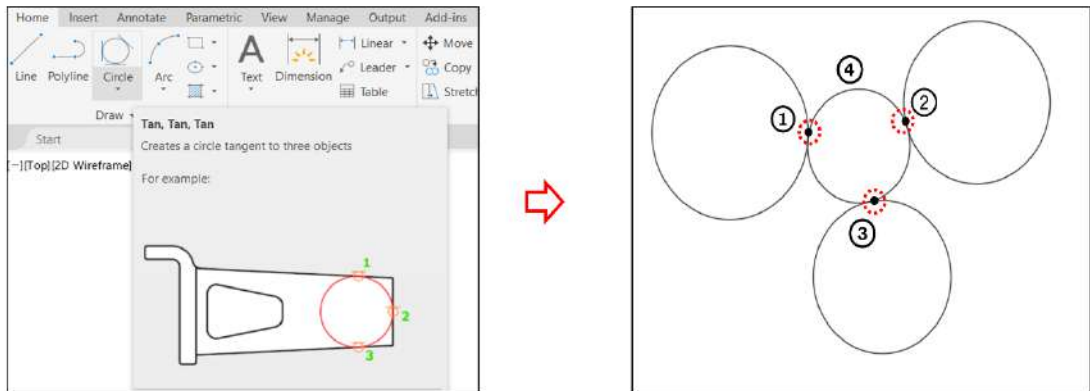 Home Insert Annotate Parametric View Manage Output Add-ins
Linear Move
Leader Copy
Line Polyline Circle Arc Text Dimension
Table Stretch
Draw
Start
[−][Top][2D Wireframe]
Tan, Tan, Tan
Creates a circle tangent to three objects
For example:
1
2
3
4
1
2
3